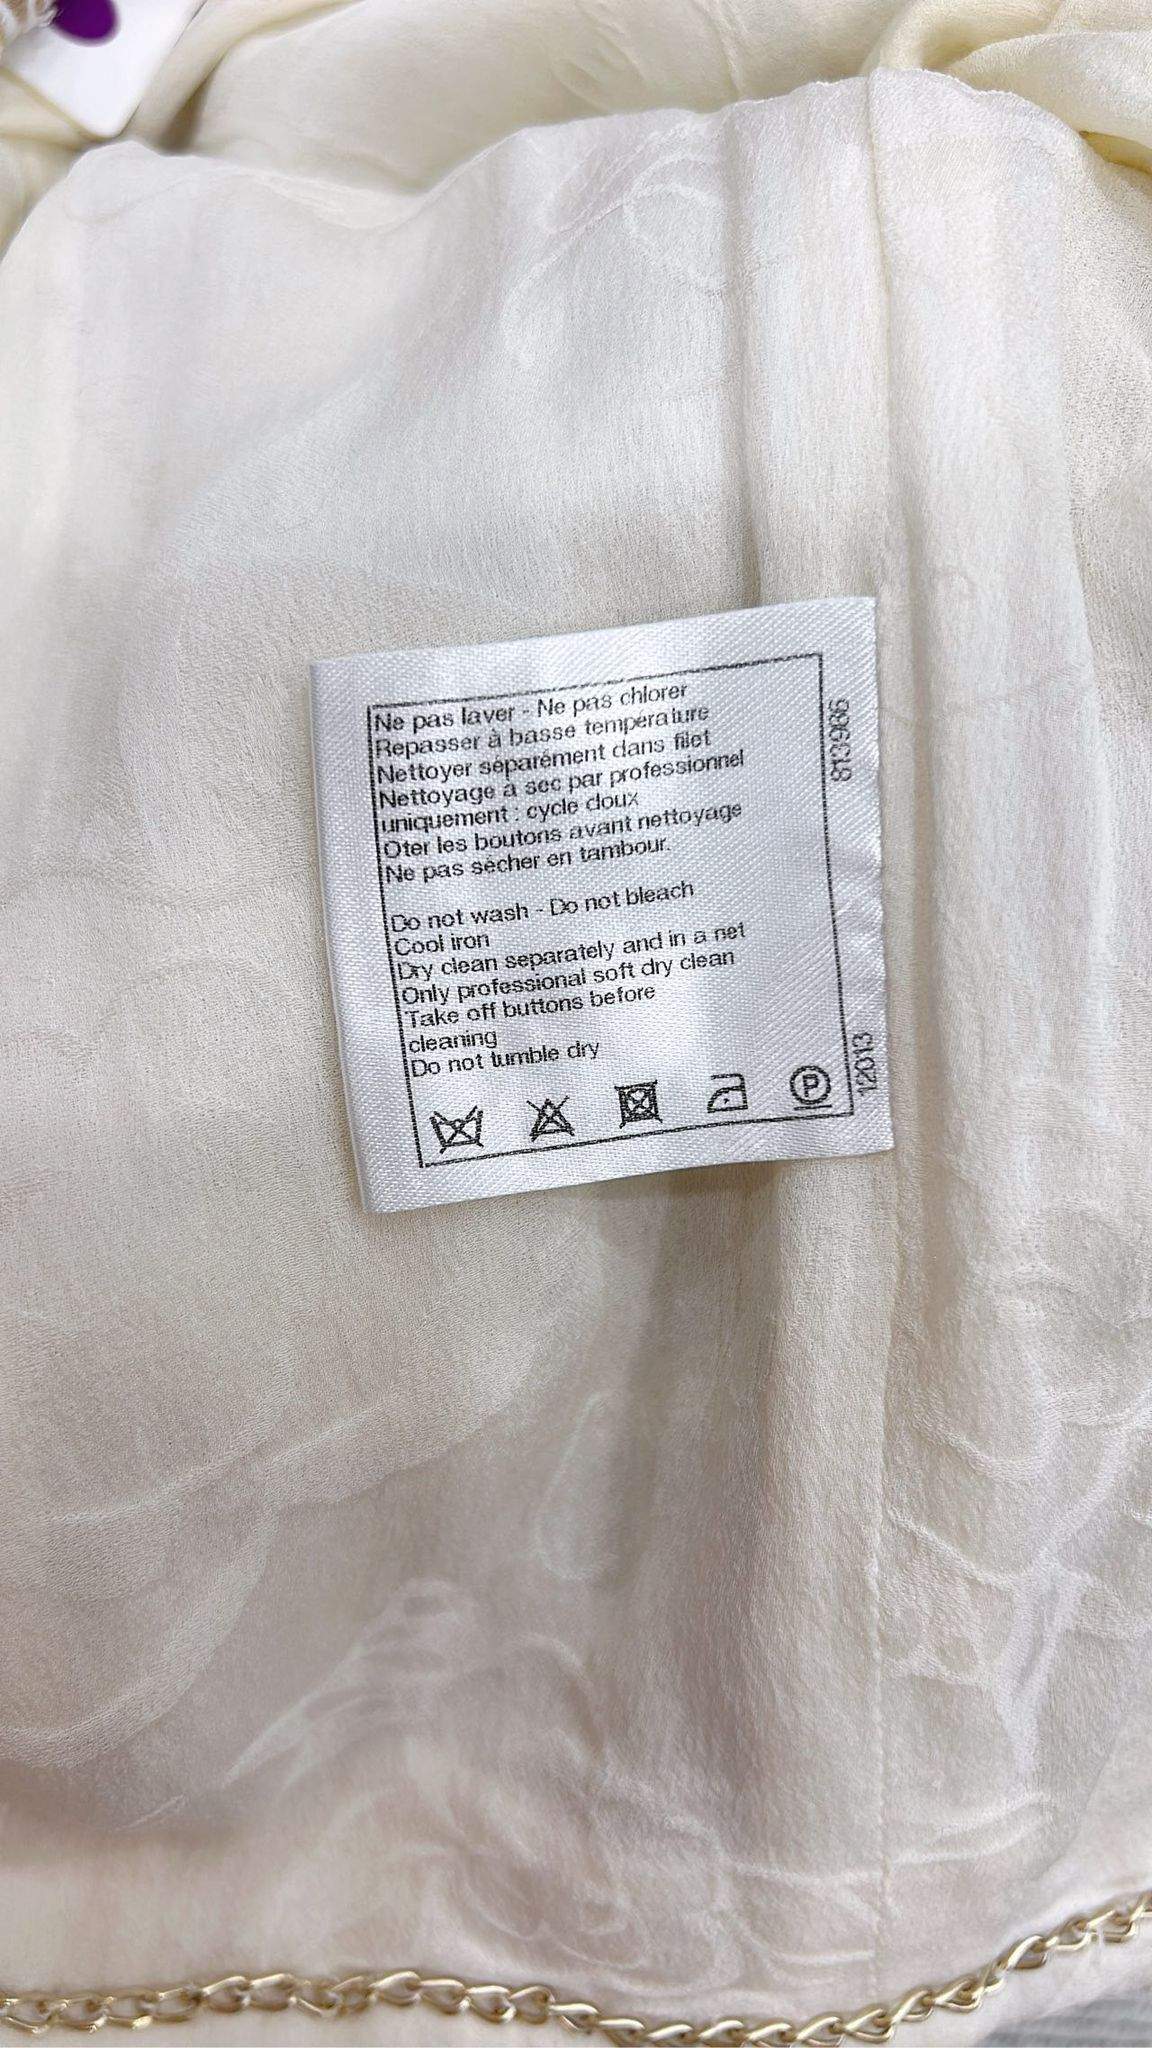 Ne pas laver - Ne pas chlorer
Repasser à basse température
Nettoyer séparément dans filet
Nettoyage à sec par professionnel
uniquement : cycle doux
Oter les boutons avant nettoyage
Ne pas sécher en tambour.
Do not wash - Do not bleach
Cool iron
Dry clean separately and in a net
Only professional soft dry clean
Take off buttons before
cleaning
Do not tumble dry
P
813986
12013